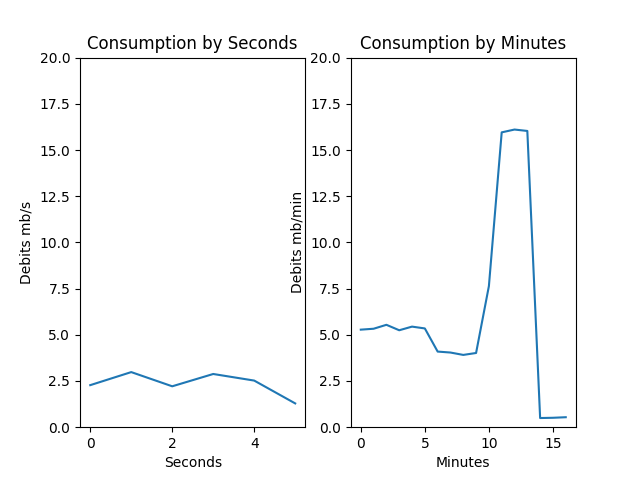 Consumption by Seconds
20.0
17.5
15.0
12.5
10.0
7.5
5.0
2.5
0.0
Debits mb/s
0 2 4
Seconds
Consumption by Minutes
20.0
17.5
15.0
12.5
10.0
7.5
5.0
2.5
0.0
Debits mb/min
0 5 10 15
Minutes